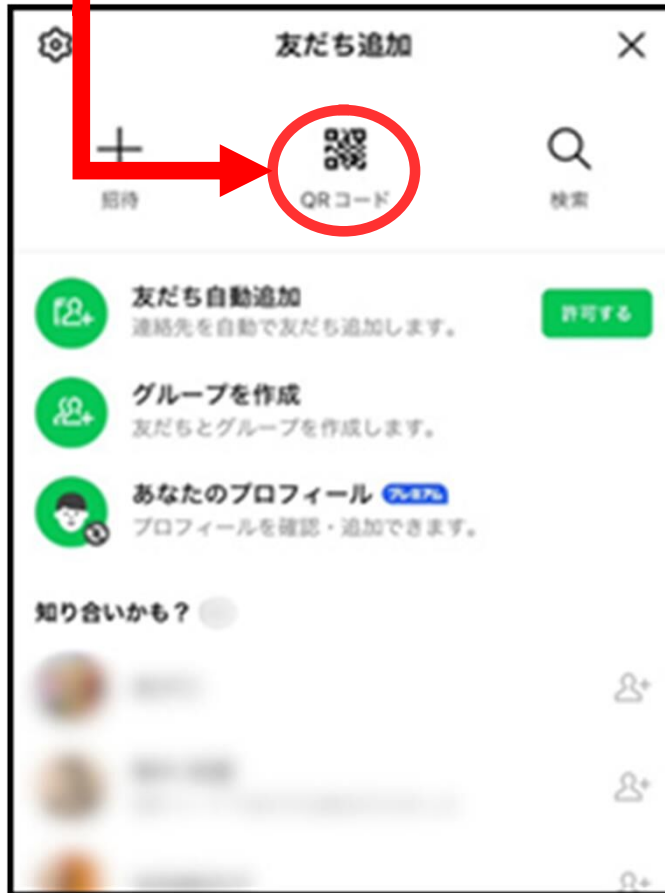 友だち追加
招待
QRコード
検索
友だち自動追加
連絡先を自動で友だち追加します。
許可する
グループを作成
友だちとグループを作成します。
あなたのプロフィール プレミアム
プロフィールを確認・追加できます。
知り合いかも？